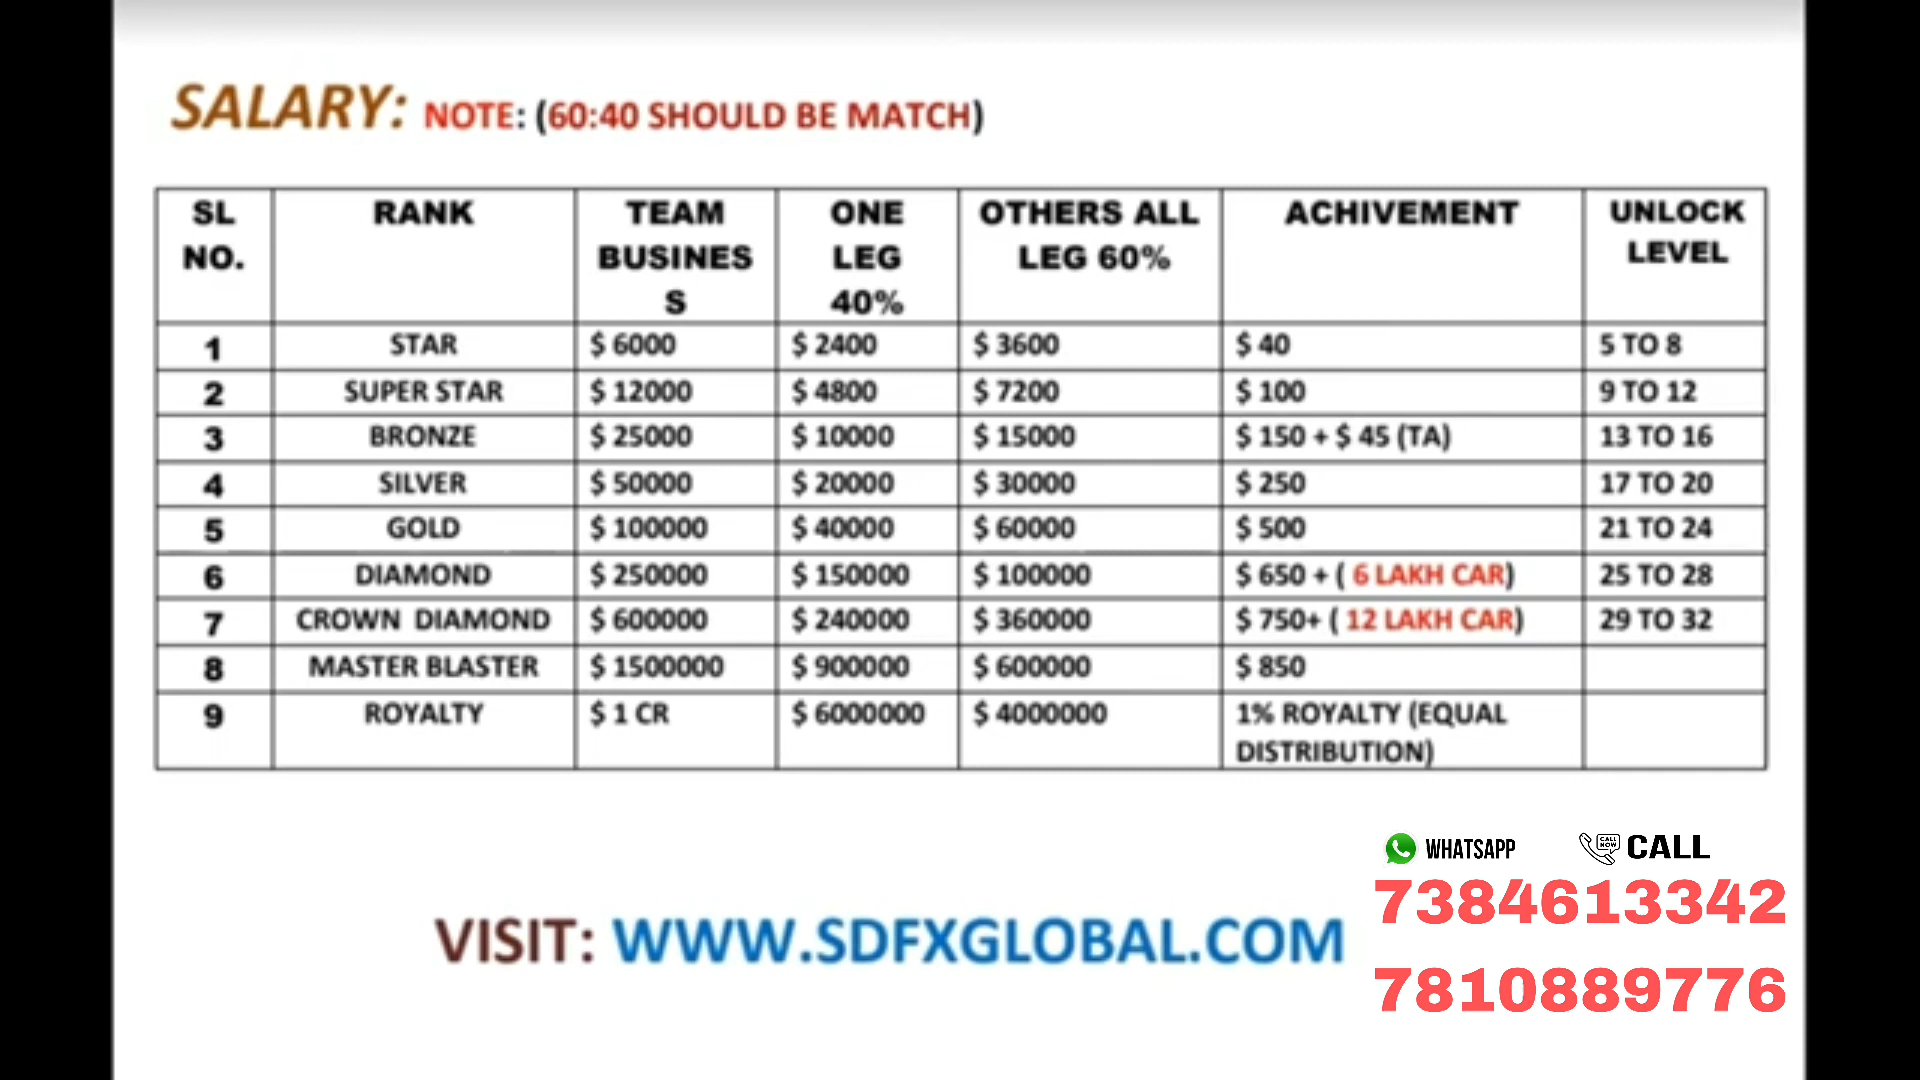 SALARY: NOTE: (60:40 SHOULD BE MATCH)
SL NO. RANK TEAM BUSINESS ONE LEG 40% OTHERS ALL LEG 60% ACHIVEMENT UNLOCK LEVEL
1 STAR $ 6000 $ 2400 $ 3600 $ 40 5 TO 8
2 SUPER STAR $ 12000 $ 4800 $ 7200 $ 100 9 TO 12
3 BRONZE $ 25000 $ 10000 $ 15000 $ 150 + $ 45 (TA) 13 TO 16
4 SILVER $ 50000 $ 20000 $ 30000 $ 250 17 TO 20
5 GOLD $ 100000 $ 40000 $ 60000 $ 500 21 TO 24
6 DIAMOND $ 250000 $ 150000 $ 100000 $ 650 + ( 6 LAKH CAR) 25 TO 28
7 CROWN DIAMOND $ 600000 $ 240000 $ 360000 $ 750+ ( 12 LAKH CAR) 29 TO 32
8 MASTER BLASTER $ 1500000 $ 900000 $ 600000 $ 850
9 ROYALTY $ 1 CR $ 6000000 $ 4000000 1% ROYALTY (EQUAL DISTRIBUTION)
WHATSAPP CALL NOW CALL
7384613342
VISIT: WWW.SDFXGLOBAL.COM
7810889776